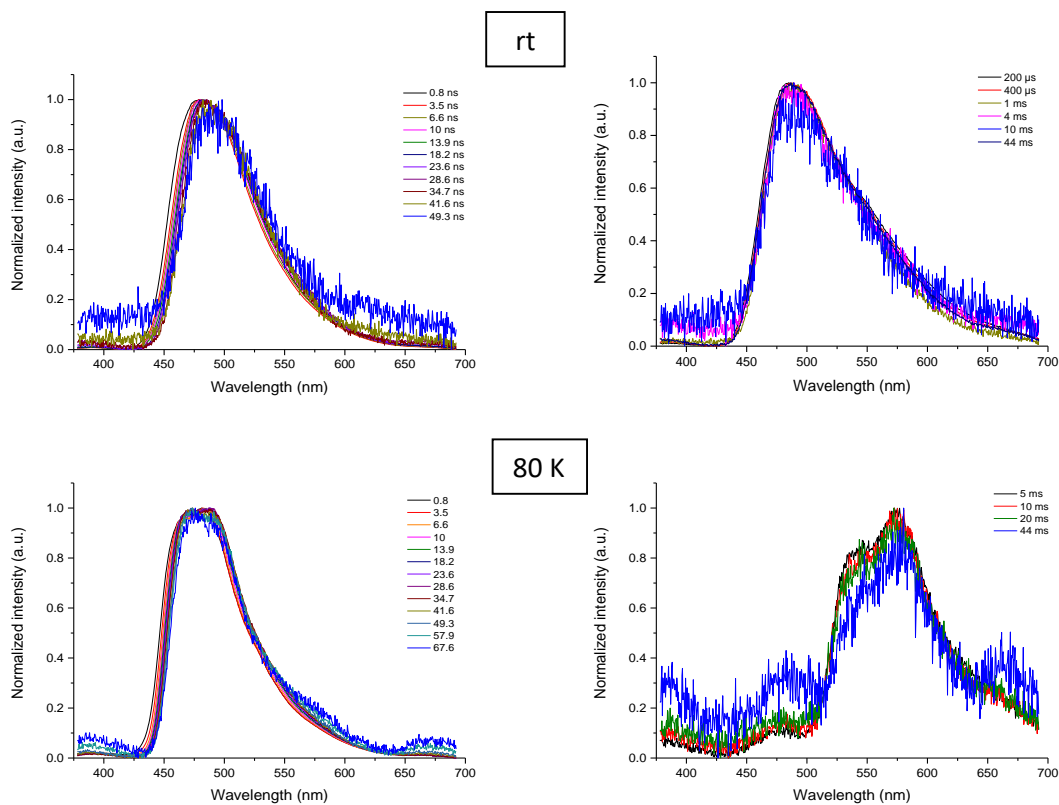 rt
Normalized intensity (a.u.)
1.0
0.8
0.6
0.4
0.2
0.0
400
450
500
550
600
650
700
Wavelength (nm)
0.8 ns
3.5 ns
6.6 ns
10 ns
13.9 ns
18.2 ns
23.6 ns
28.6 ns
34.7 ns
41.6 ns
49.3 ns
Normalized intensity (a.u.)
1.0
0.8
0.6
0.4
0.2
0.0
400
450
500
550
600
650
700
Wavelength (nm)
200 µs
400 µs
1 ms
4 ms
10 ms
44 ms
80 K
Normalized intensity (a.u.)
1.0
0.8
0.6
0.4
0.2
0.0
400
450
500
550
600
650
700
Wavelength (nm)
0.8
3.5
6.6
10
13.9
18.2
23.6
28.6
34.7
41.6
49.3
57.9
67.6
Normalized intensity (a.u.)
1.0
0.8
0.6
0.4
0.2
0.0
400
450
500
550
600
650
700
Wavelength (nm)
5 ms
10 ms
20 ms
44 ms